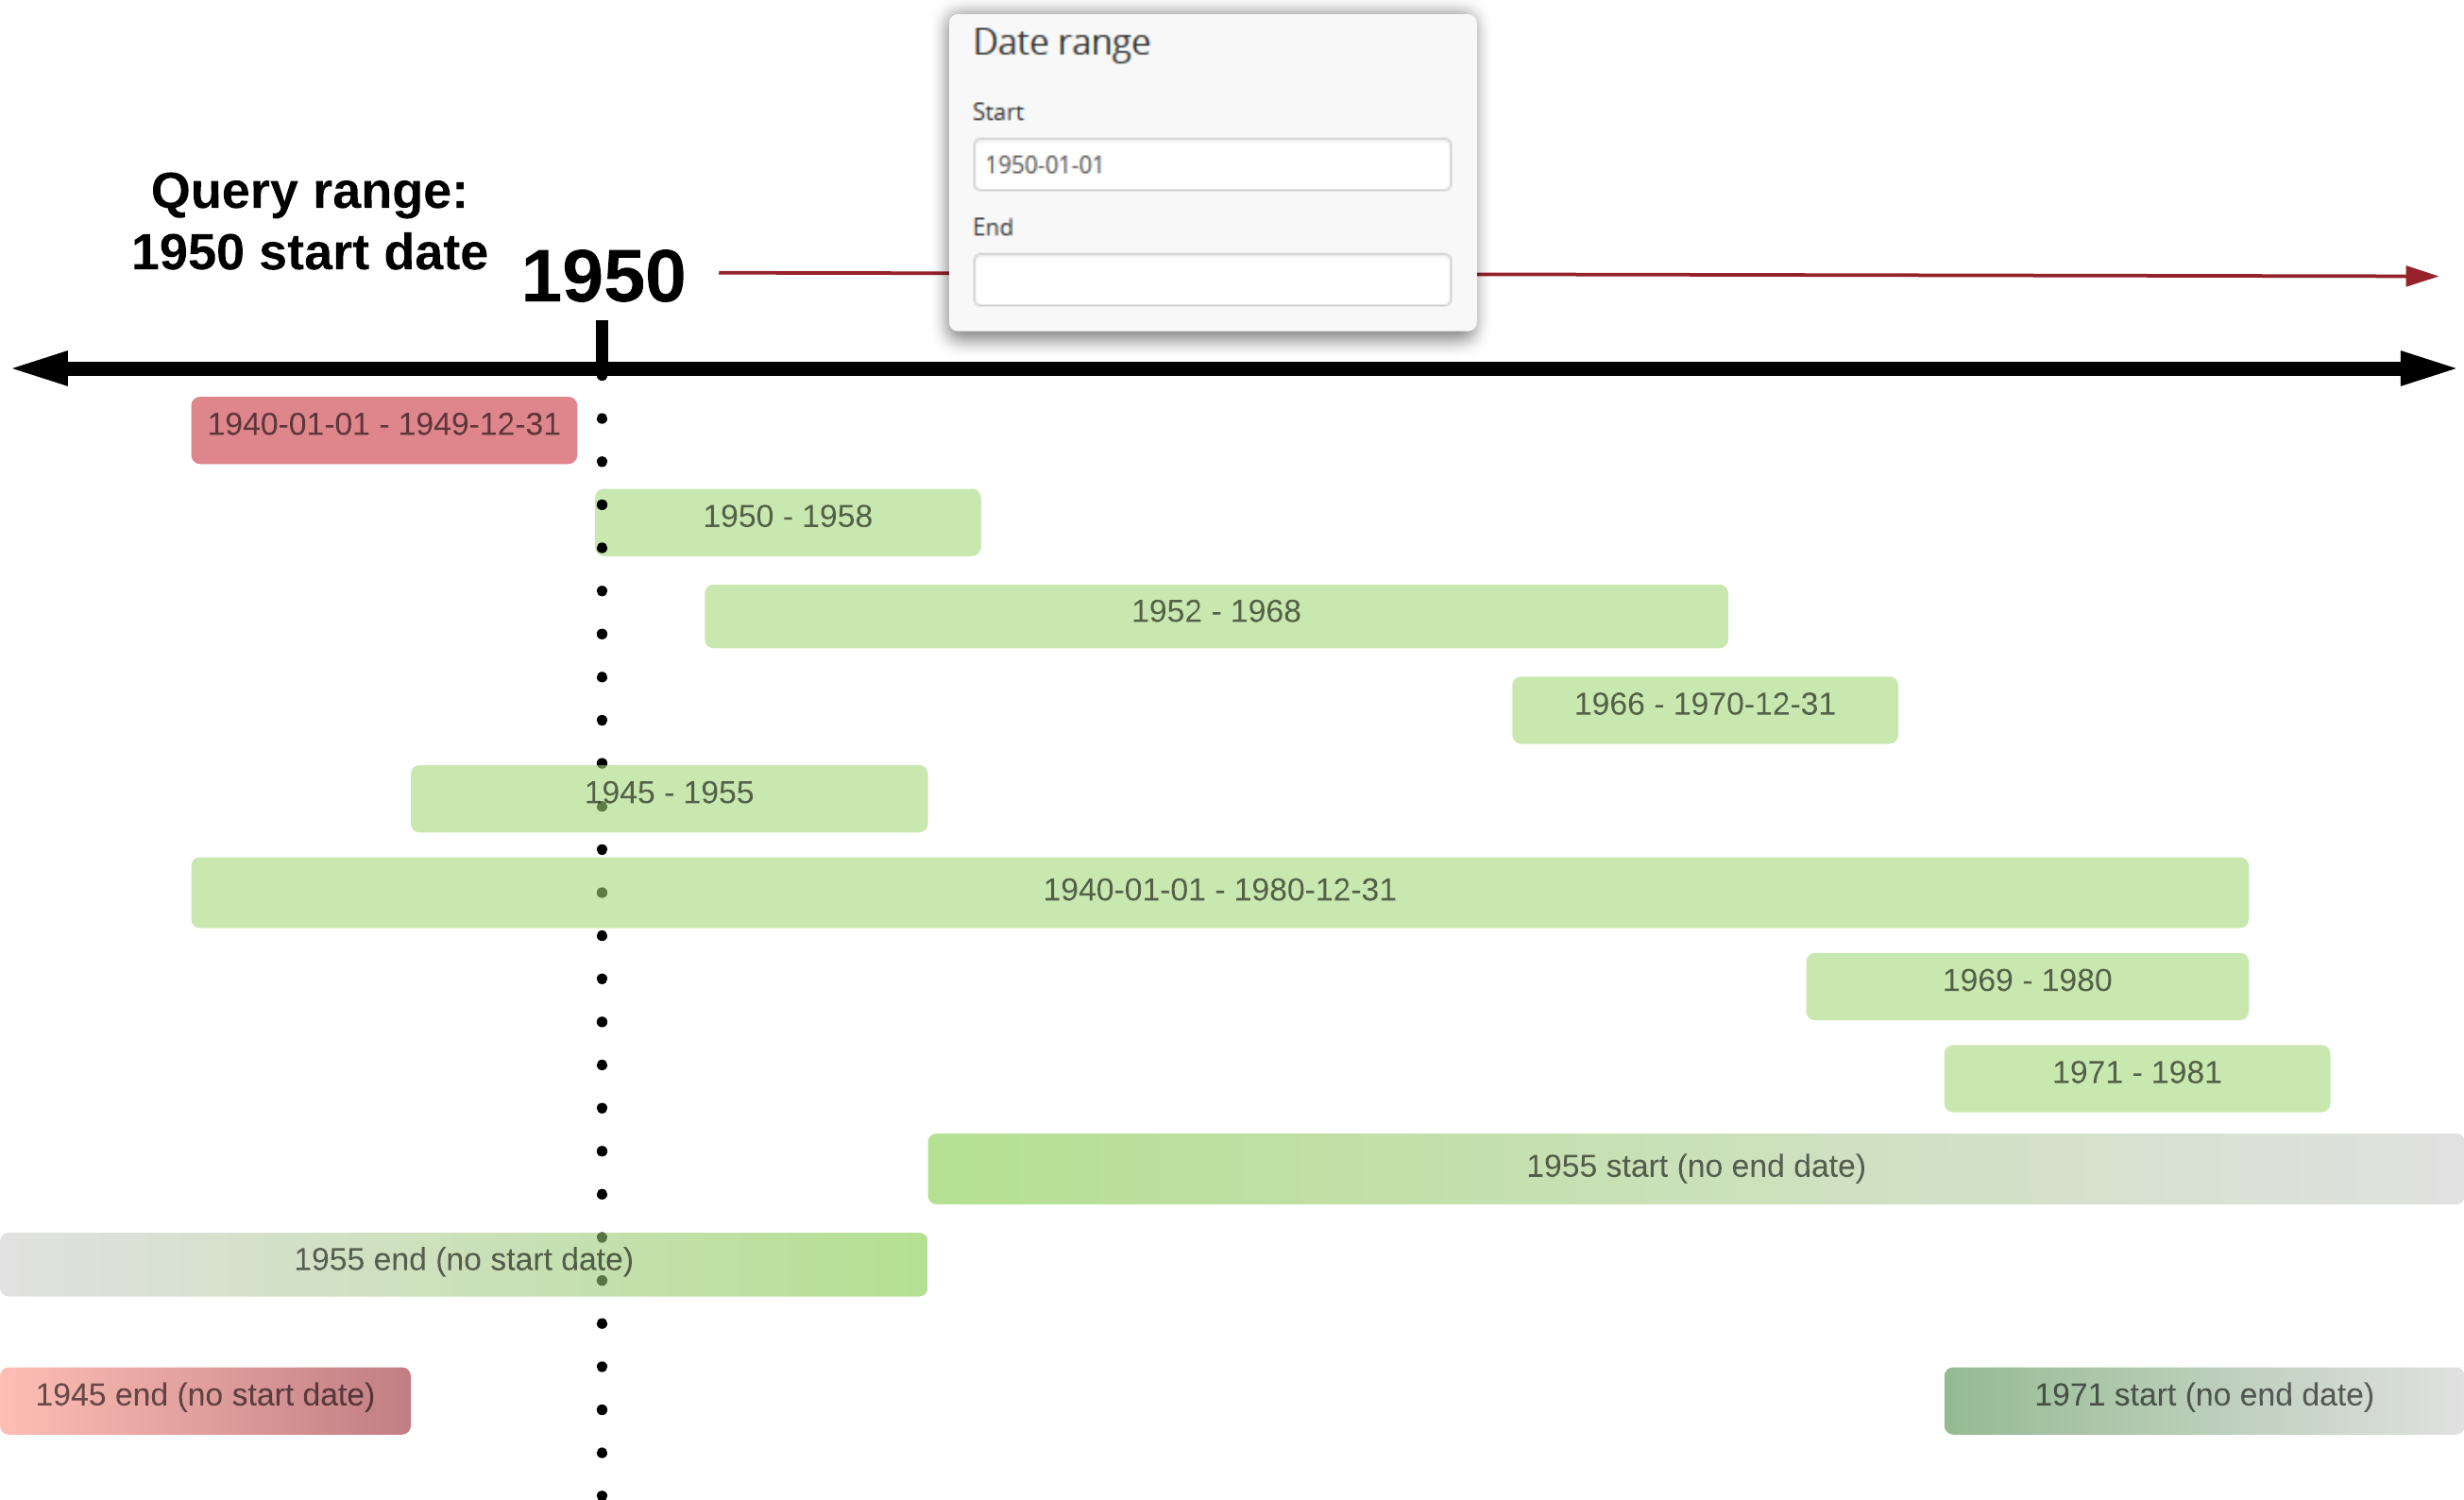 Date range
Start
1950-01-01
End
Query range:
1950 start date
1950
1940-01-01 - 1949-12-31
1950 - 1958
1952 - 1968
1966 - 1970-12-31
1945 - 1955
1940-01-01 - 1980-12-31
1969 - 1980
1971 - 1981
1955 start (no end date)
1955 end (no start date)
1945 end (no start date)
1971 start (no end date)